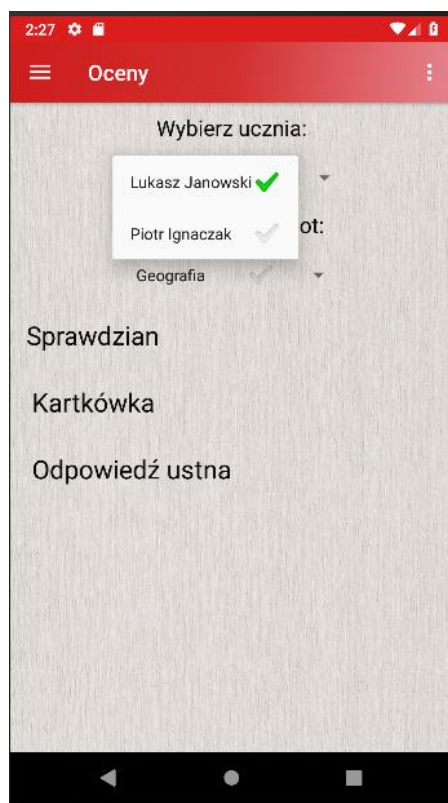 2:27
Oceny
Wybierz ucznia:
Lukasz Janowski
Piotr Ignaczak
ot:
Geografia
Sprawdzian
Kartkówka
Odpowiedź ustna